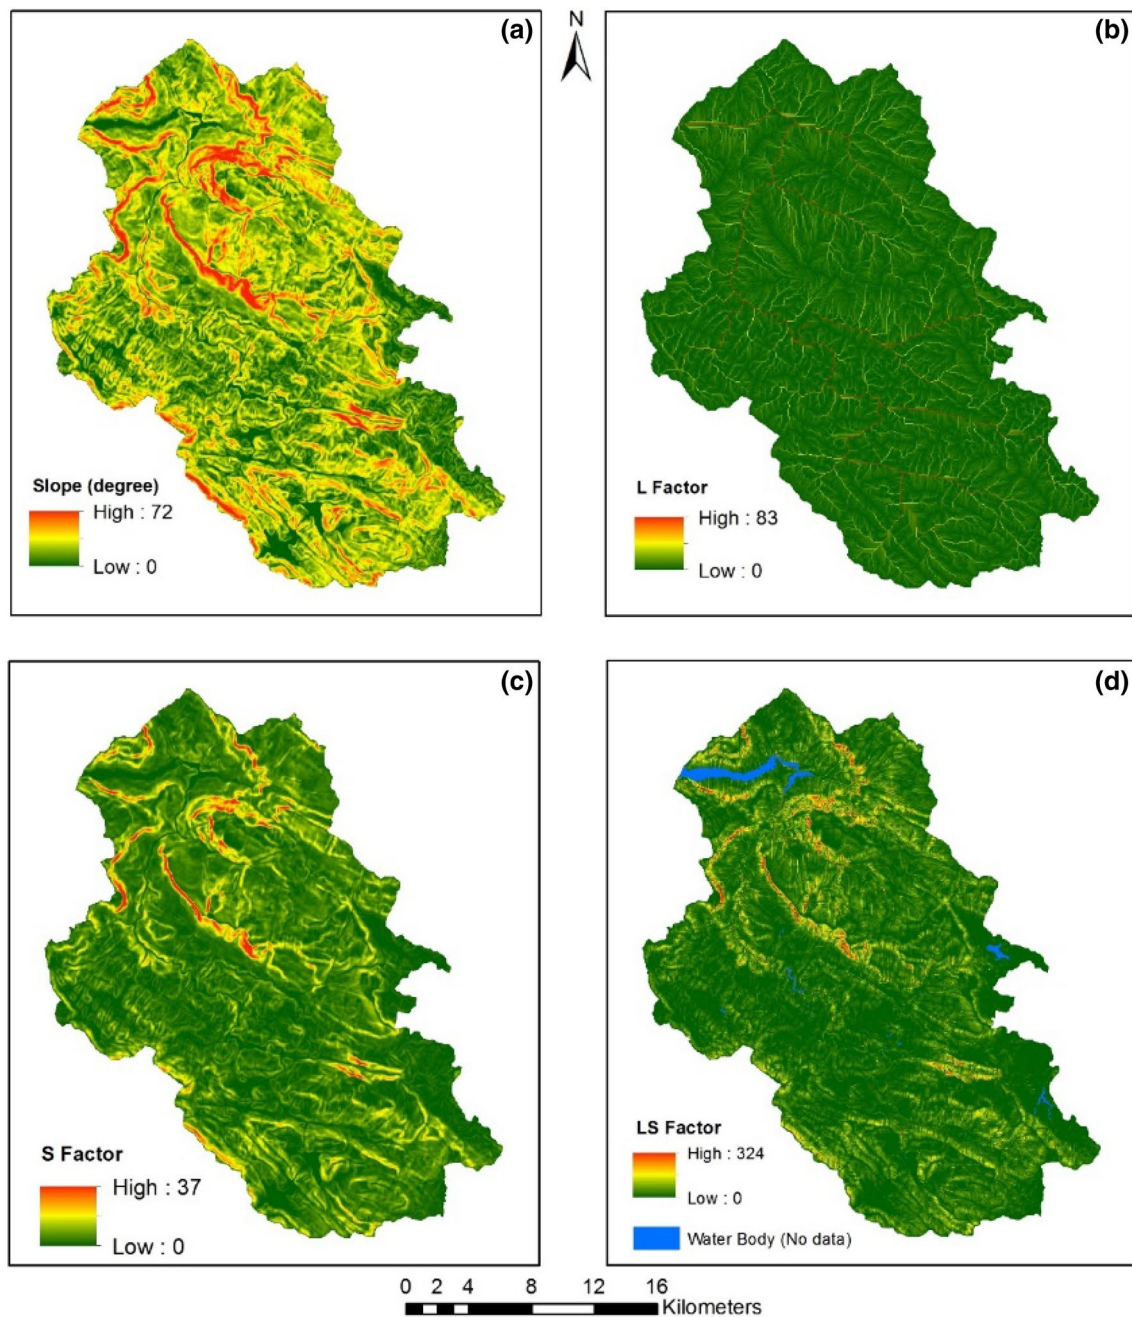 (a)
N
(b)
Slope (degree)
High : 72
Low : 0
L Factor
High : 83
Low : 0
(c)
(d)
S Factor
High : 37
Low : 0
LS Factor
High : 324
Low : 0
Water Body (No data)
0 2 4 8 12 16
Kilometers